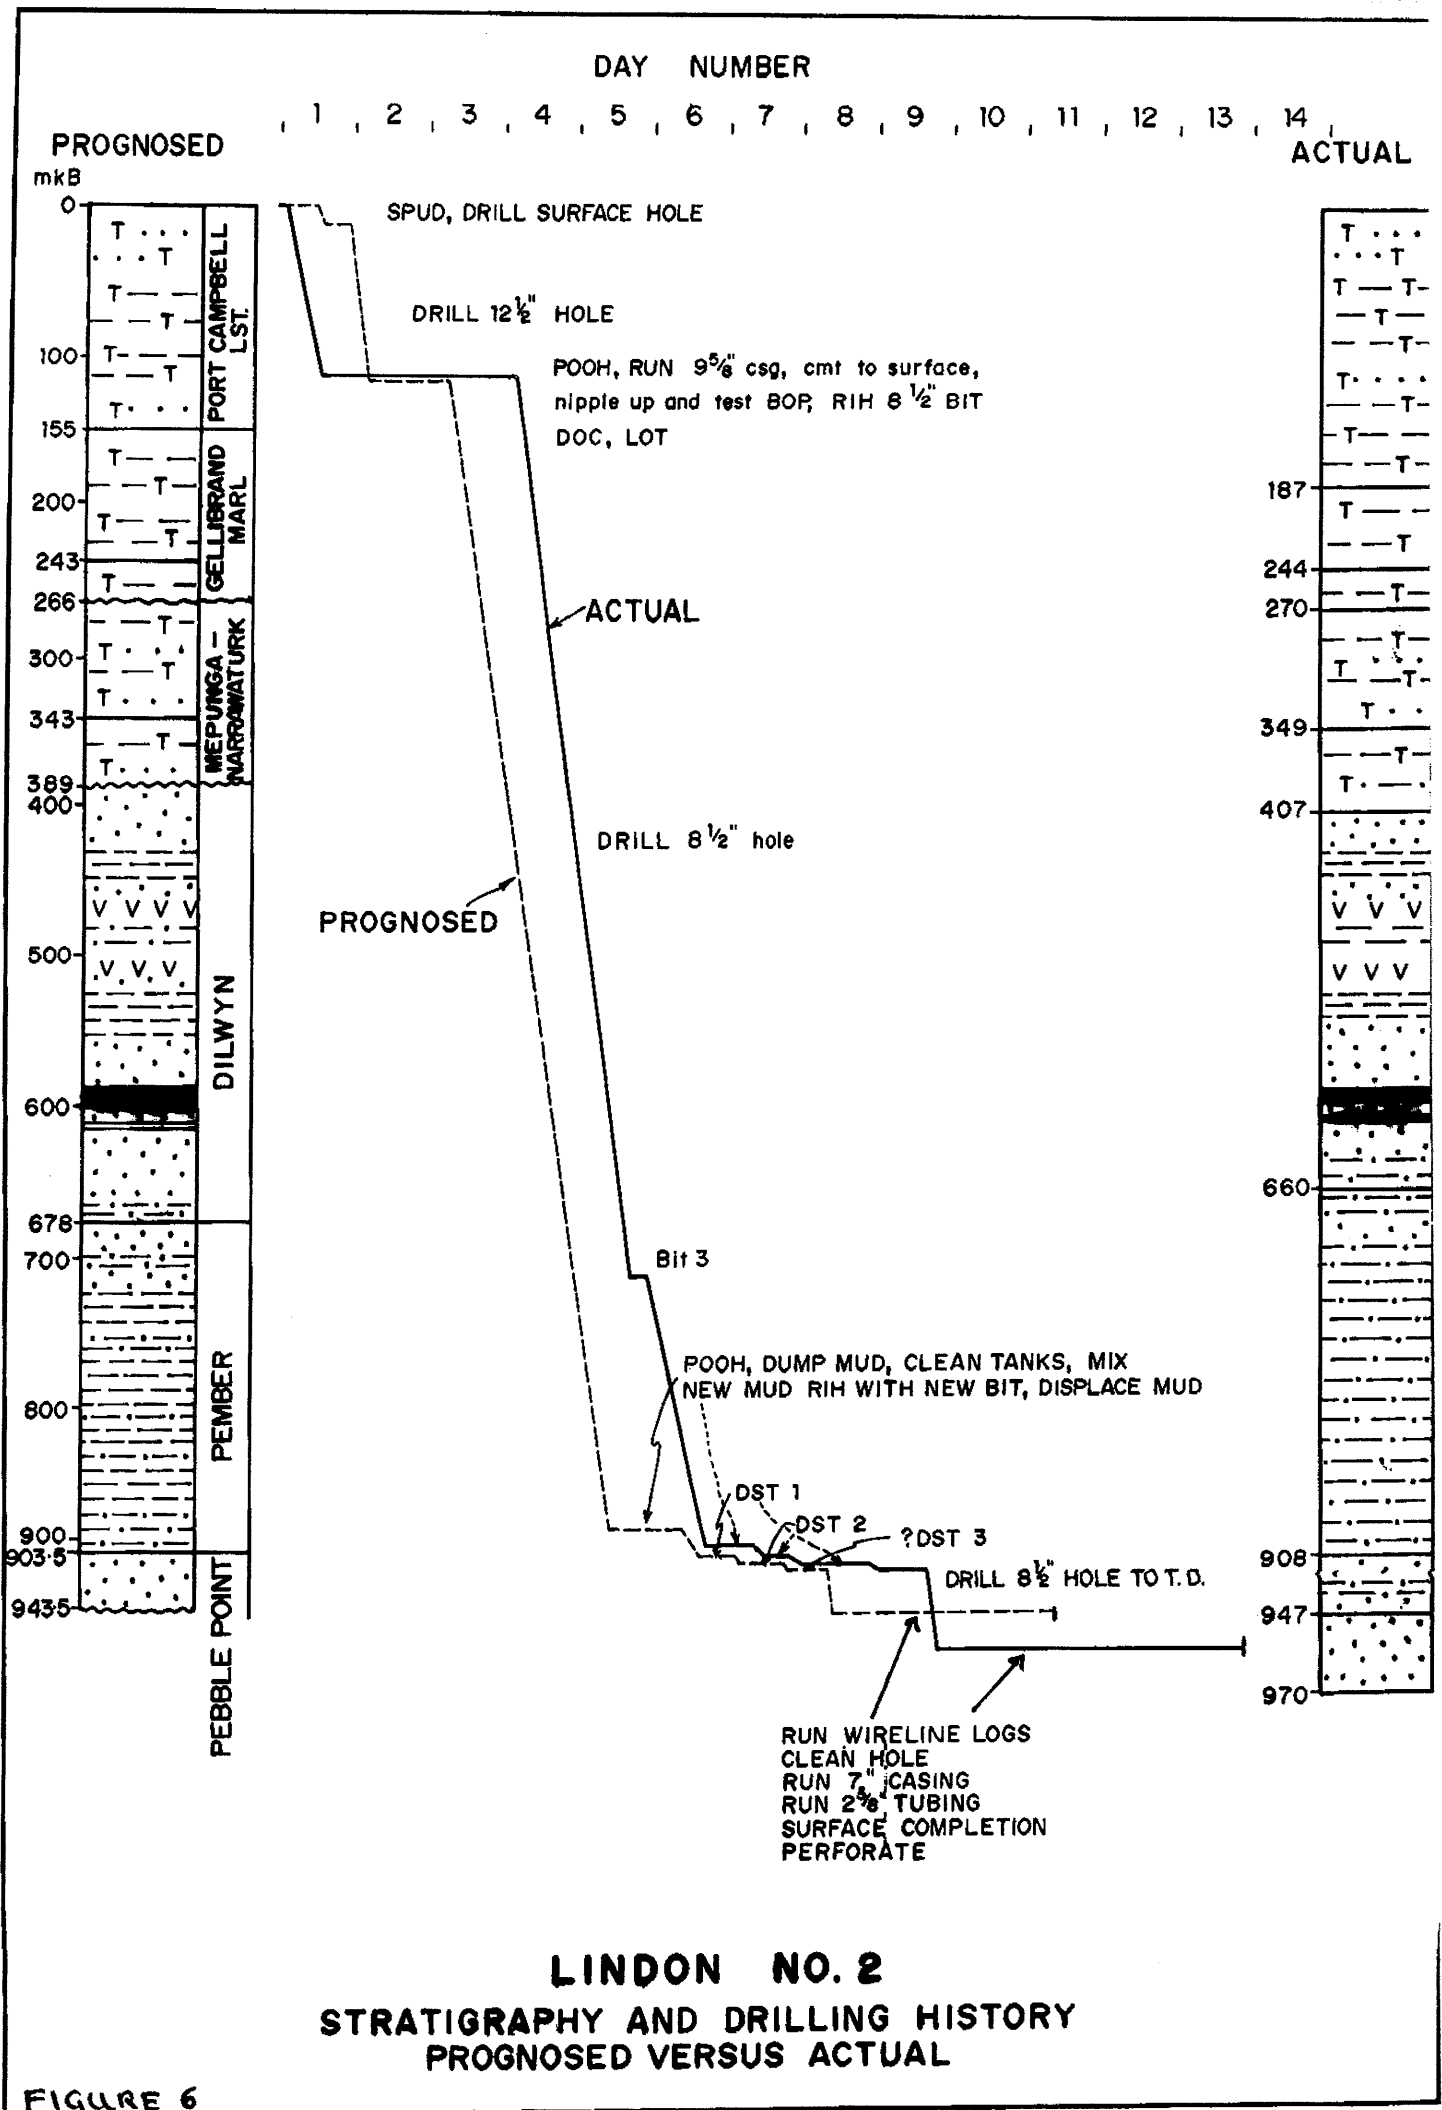 DAY NUMBER
1 2 3 4 5 6 7 8 9 10 11 12 13 14
PROGNOSED
ACTUAL
mkB
0
100
155
200
243
266
300
343
389
400
500
600
678
700
800
900
903·5
943·5
PORT CAMPBELL
LST.
GELLIBRAND
MARL
MEPUNGA –
NARRAWATURK
DILWYN
PEMBER
PEBBLE POINT
SPUD, DRILL SURFACE HOLE
DRILL 12½" HOLE
POOH, RUN 9⅝" csg, cmt to surface,
nipple up and test BOP, RIH 8 ½" BIT
DOC, LOT
ACTUAL
DRILL 8½" hole
PROGNOSED
Bit 3
POOH, DUMP MUD, CLEAN TANKS, MIX
NEW MUD RIH WITH NEW BIT, DISPLACE MUD
DST 1
DST 2
?DST 3
DRILL 8½" HOLE TO T.D.
RUN WIRELINE LOGS
CLEAN HOLE
RUN 7" CASING
RUN 2⅝" TUBING
SURFACE COMPLETION
PERFORATE
187
244
270
349
407
660
908
947
970
LINDON NO. 2
STRATIGRAPHY AND DRILLING HISTORY
PROGNOSED VERSUS ACTUAL
FIGURE 6